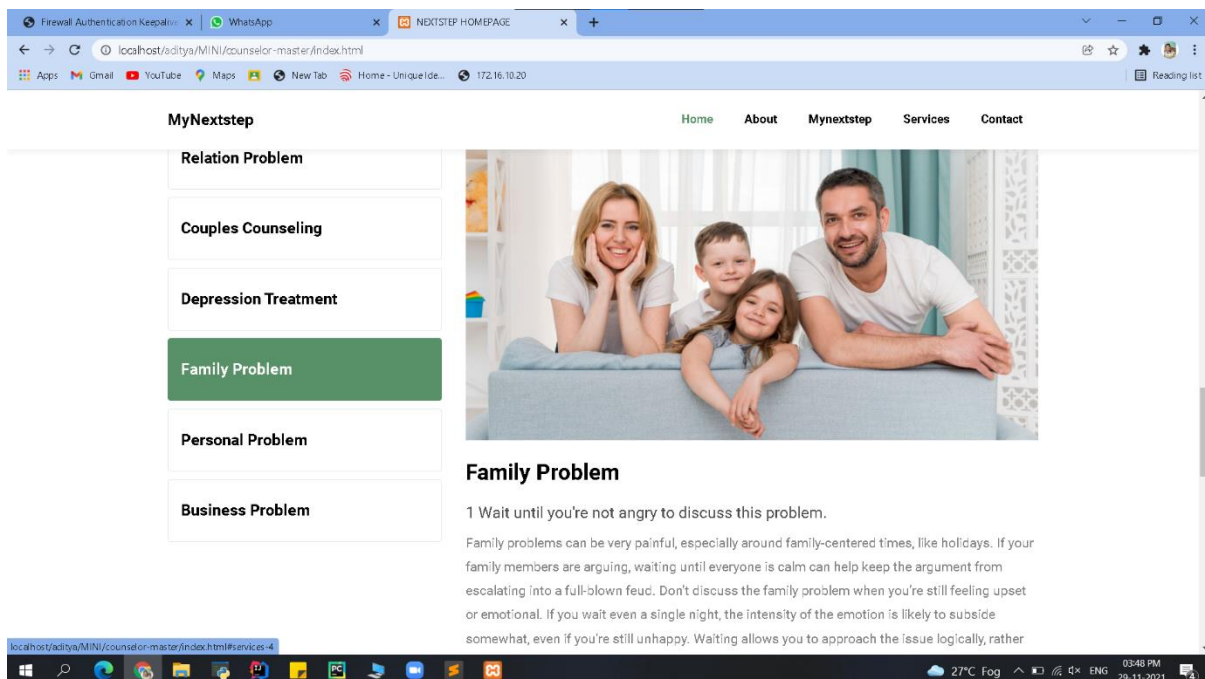 Firewall Authentication Keepalive
WhatsApp
NEXTSTEP HOMEPAGE
localhost/aditya/MINI/counselor-master/index.html
Apps Gmail YouTube Maps New Tab Home - Unique Ide... 172.16.10.20 Reading list
MyNextstep Home About Mynextstep Services Contact
Relation Problem
Couples Counseling
Depression Treatment
Family Problem
Personal Problem
Business Problem
Family Problem
1 Wait until you're not angry to discuss this problem.
Family problems can be very painful, especially around family-centered times, like holidays. If your
family members are arguing, waiting until everyone is calm can help keep the argument from
escalating into a full-blown feud. Don't discuss the family problem when you're still feeling upset
or emotional. If you wait even a single night, the intensity of the emotion is likely to subside
somewhat, even if you're still unhappy. Waiting allows you to approach the issue logically, rather
localhost/aditya/MINI/counselor-master/index.html#services-4
27°C Fog ENG 03:48 PM
29-11-2021